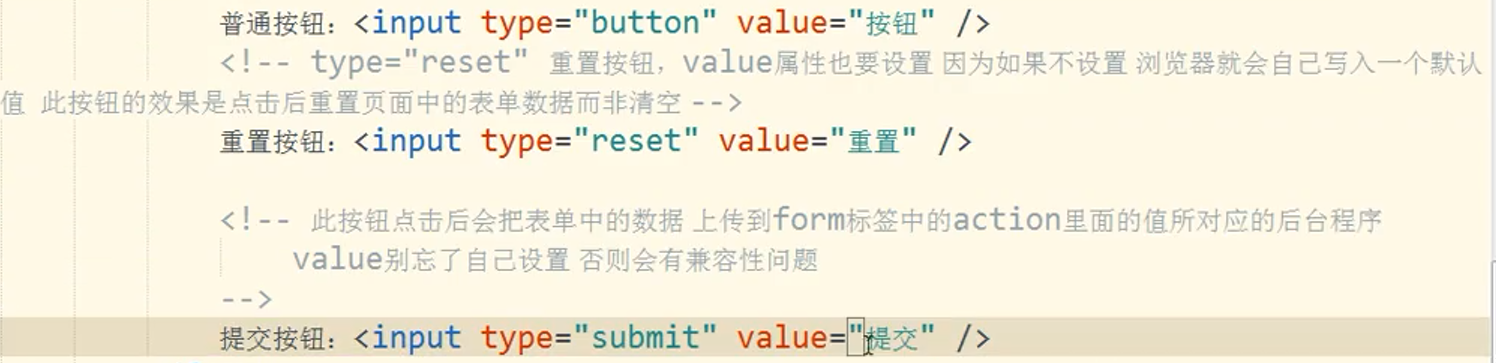 普通按钮：<input type="button" value="按钮" />
<!-- type="reset" 重置按钮，value属性也要设置 因为如果不设置 浏览器就会自己写入一个默认
值 此按钮的效果是点击后重置页面中的表单数据而非清空 -->
重置按钮：<input type="reset" value="重置" />
<!-- 此按钮点击后会把表单中的数据 上传到form标签中的action里面的值所对应的后台程序
value别忘了自己设置 否则会有兼容性问题
-->
提交按钮：<input type="submit" value="提交" />